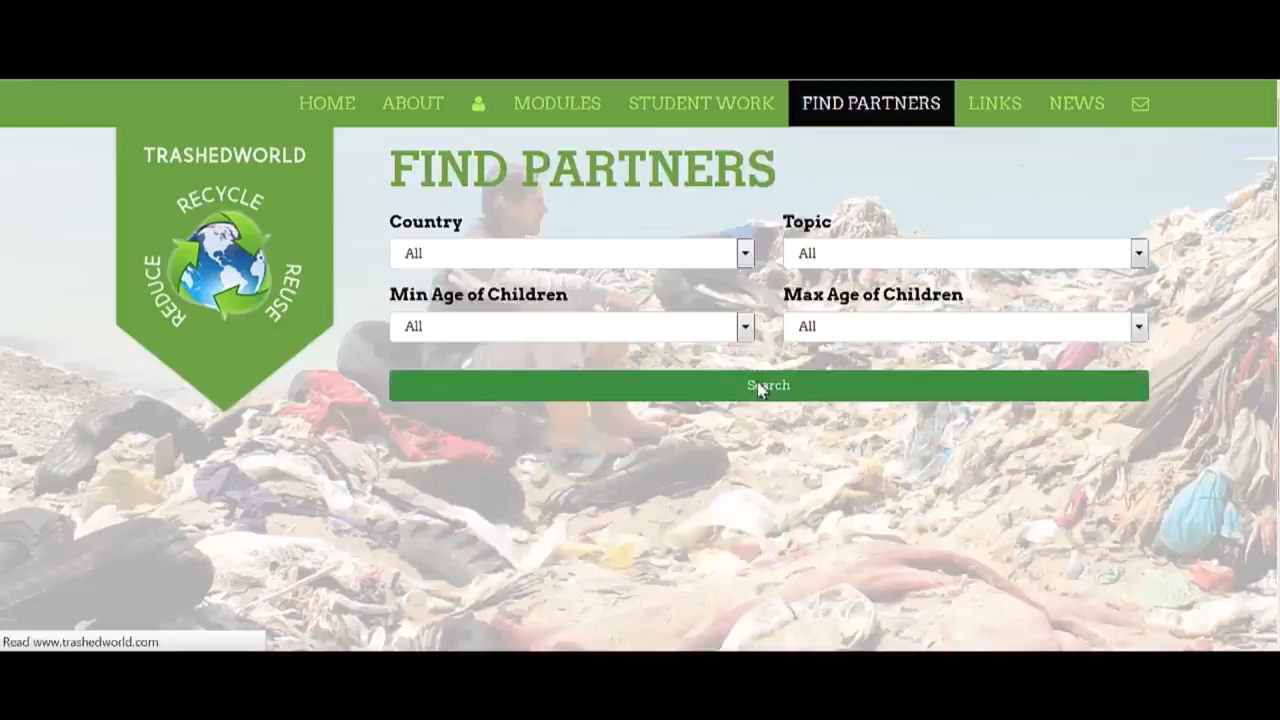 HOME ABOUT MODULES STUDENT WORK FIND PARTNERS LINKS NEWS
TRASHEDWORLD
RECYCLE
REDUCE
REUSE
FIND PARTNERS
Country Topic
All All
Min Age of Children Max Age of Children
All All
Search
Read www.trashedworld.com